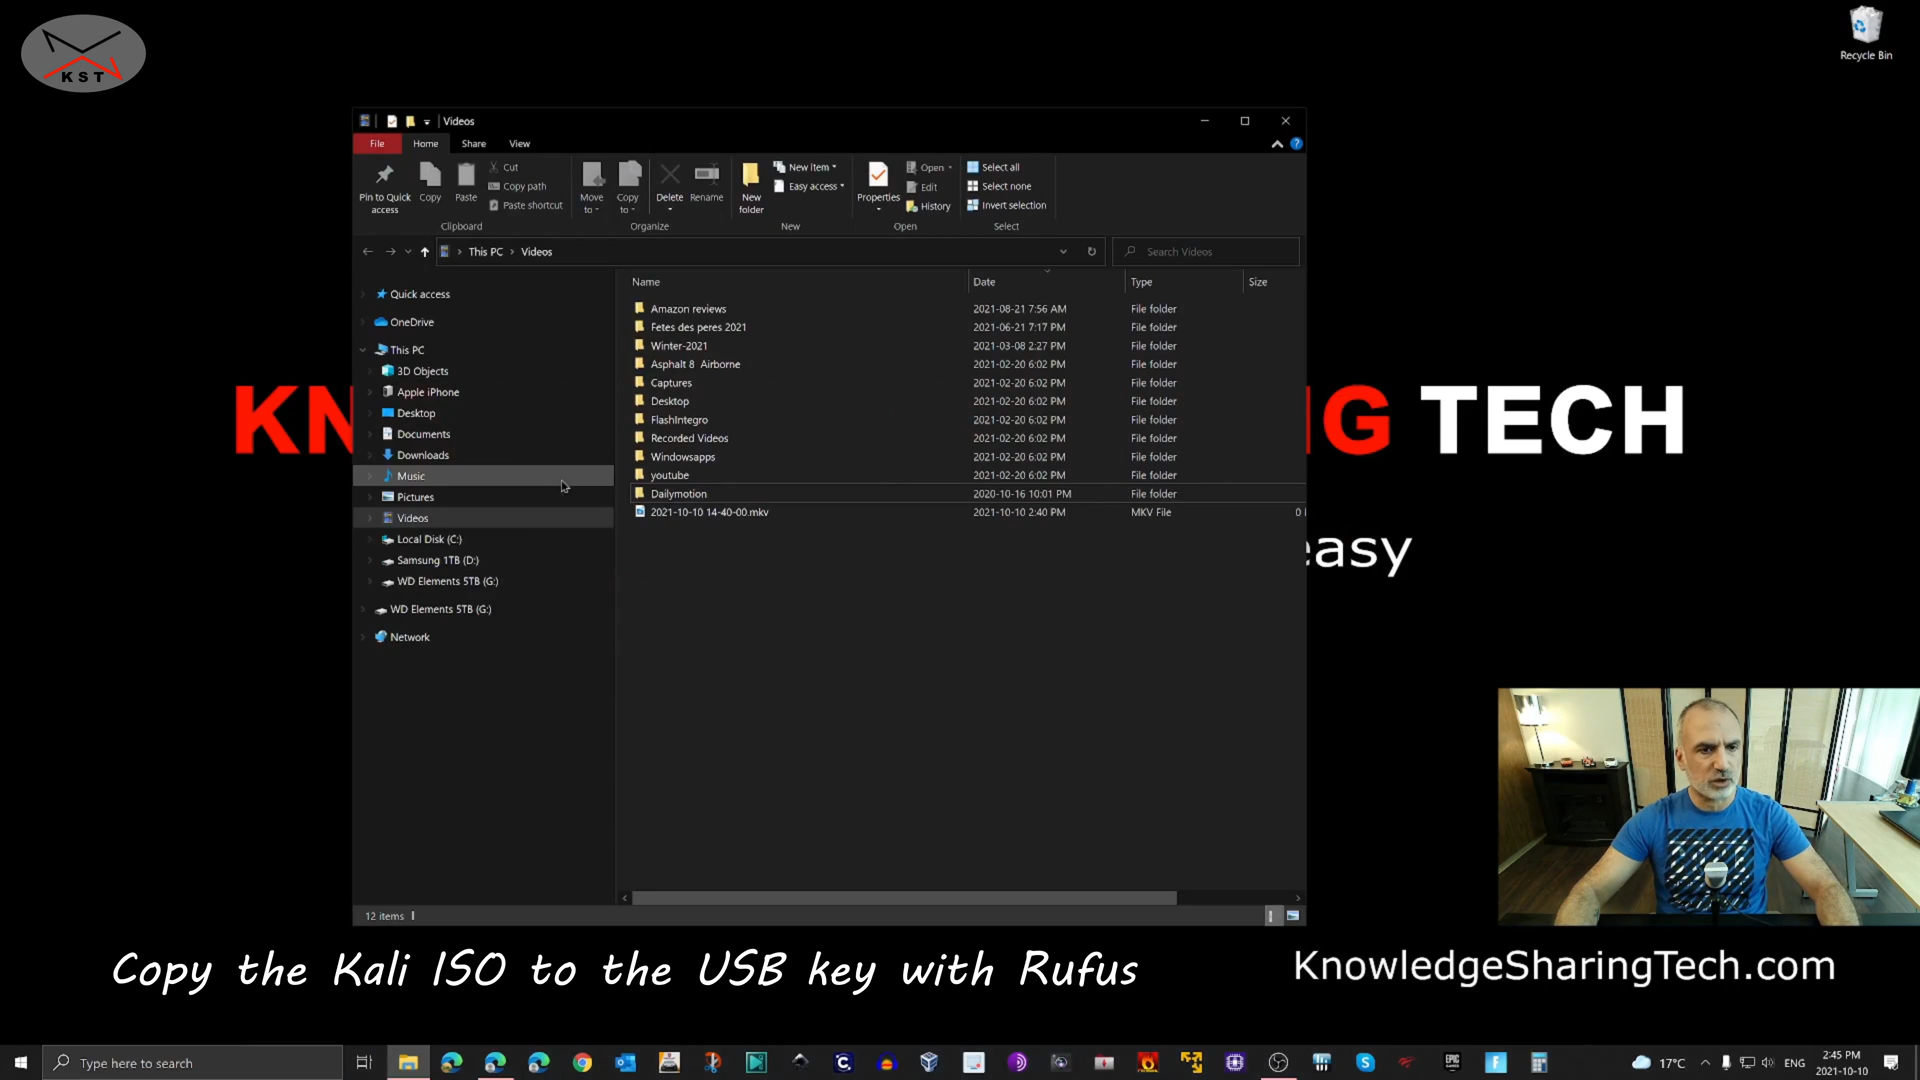 KST
Recycle Bin
Videos
File Home Share View
Pin to Quick access
Copy
Paste
Cut
Copy path
Paste shortcut
Move to
Copy to
Delete
Rename
New folder
New item
Easy access
Properties
Open
Edit
History
Select all
Select none
Invert selection
Clipboard Organize New Open Select
This PC Videos
Search Videos
Name Date Type Size
Quick access
OneDrive
This PC
3D Objects
Apple iPhone
Desktop
Documents
Downloads
Music
Pictures
Videos
Local Disk (C:)
Samsung 1TB (D:)
WD Elements 5TB (G:)
WD Elements 5TB (G:)
Network
Amazon reviews 2021-08-21 7:56 AM File folder
Fetes des peres 2021 2021-06-21 7:17 PM File folder
Winter-2021 2021-03-08 2:27 PM File folder
Asphalt 8 Airborne 2021-02-20 6:02 PM File folder
Captures 2021-02-20 6:02 PM File folder
Desktop 2021-02-20 6:02 PM File folder
FlashIntegro 2021-02-20 6:02 PM File folder
Recorded Videos 2021-02-20 6:02 PM File folder
Windowsapps 2021-02-20 6:02 PM File folder
youtube 2021-02-20 6:02 PM File folder
Dailymotion 2020-10-16 10:01 PM File folder
2021-10-10 14-40-00.mkv 2021-10-10 2:40 PM MKV File 0
KN G TECH
easy
12 items
Copy the Kali ISO to the USB key with Rufus
KnowledgeSharingTech.com
Type here to search
17°C
ENG
2:45 PM
2021-10-10